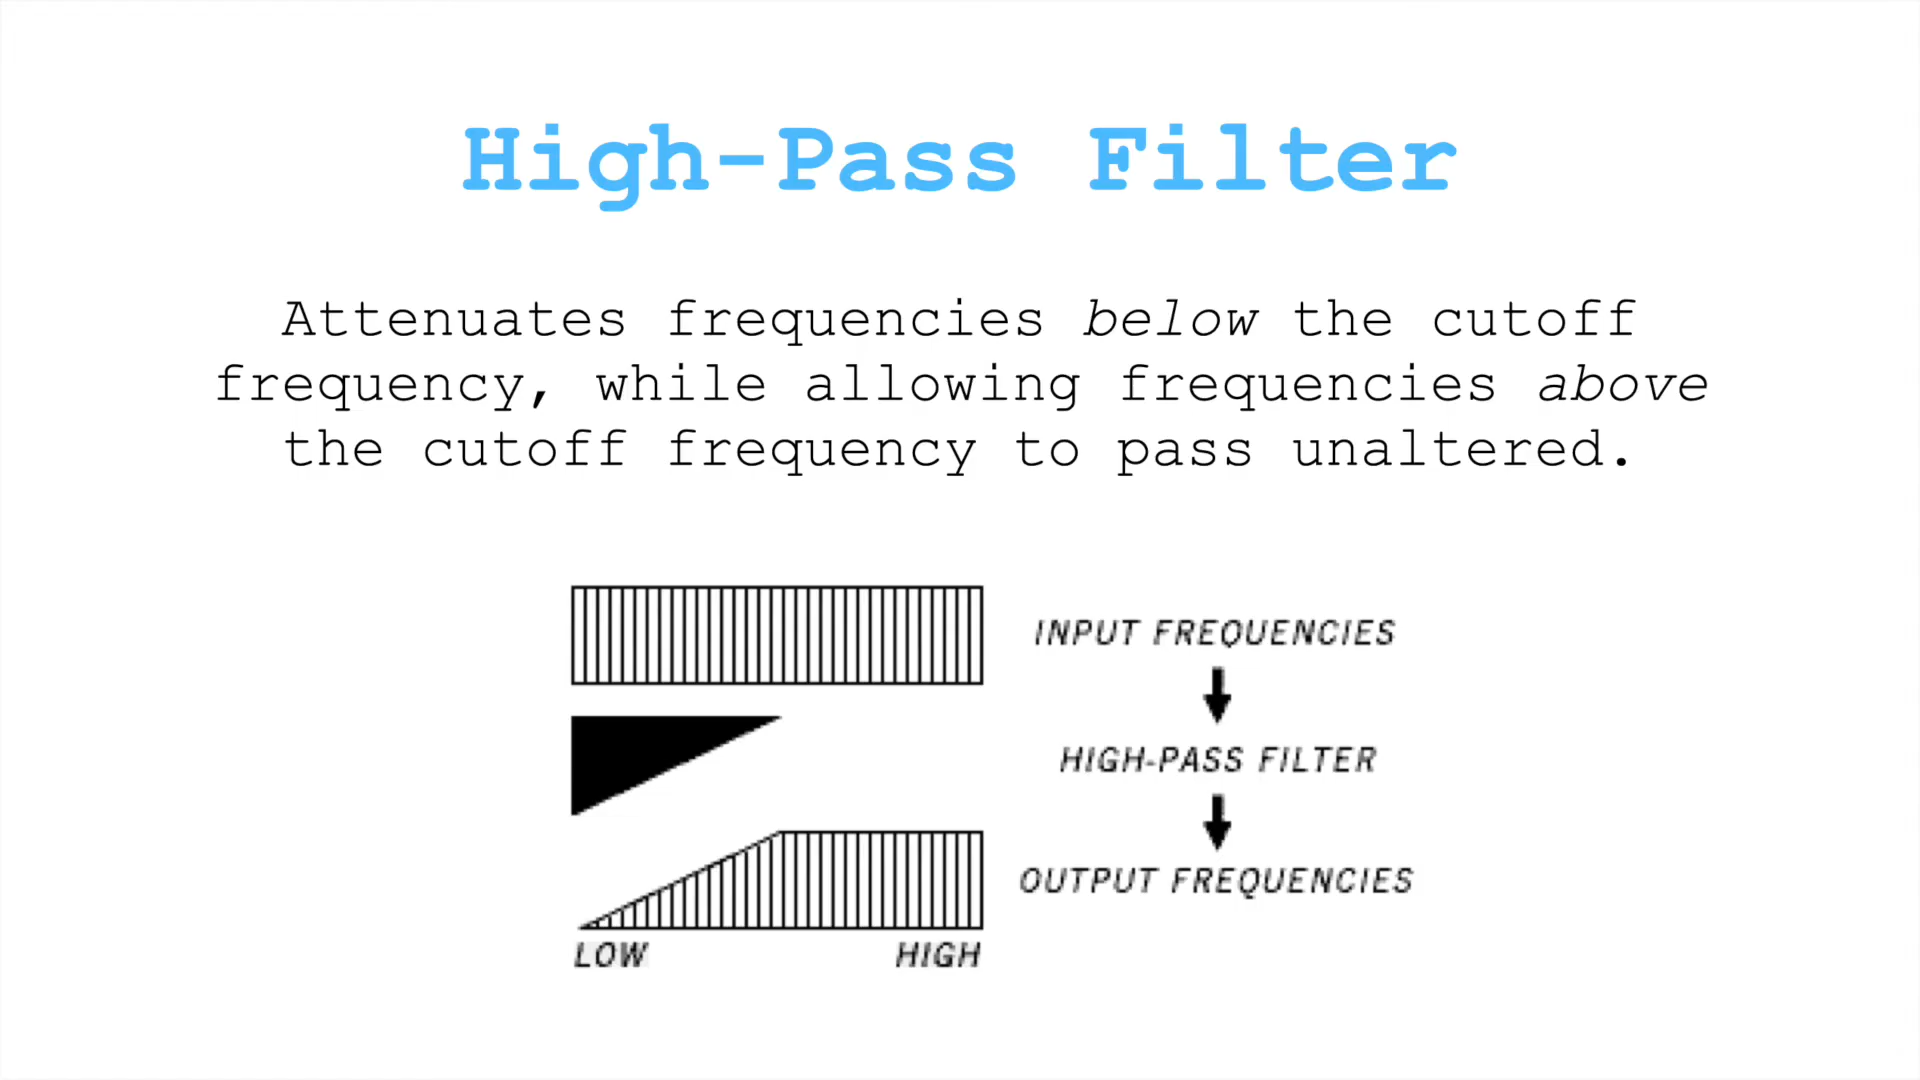 High-Pass Filter
Attenuates frequencies below the cutoff
frequency, while allowing frequencies above
the cutoff frequency to pass unaltered.
INPUT FREQUENCIES
HIGH-PASS FILTER
OUTPUT FREQUENCIES
LOW HIGH